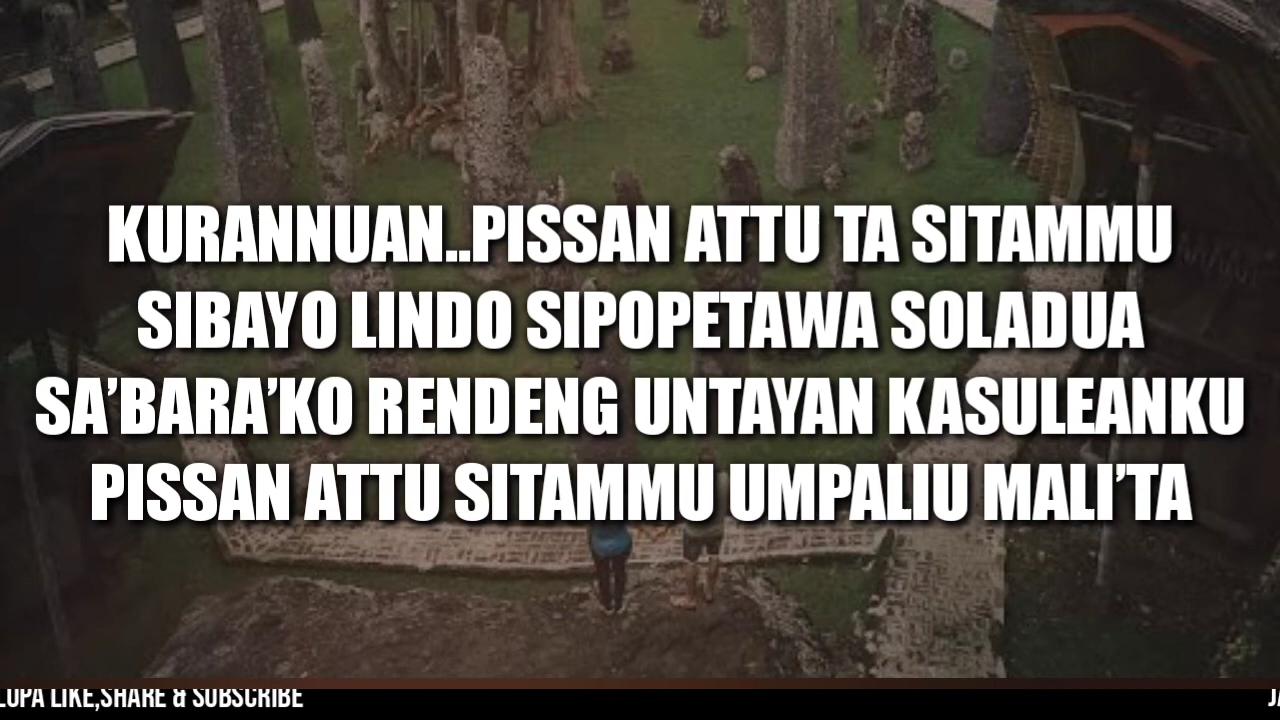 KURANNUAN..PISSAN ATTU TA SITAMMU
SIBAYO LINDO SIPOPETAWA SOLADUA
SA'BARA'KO RENDENG UNTAYAN KASULEANKU
PISSAN ATTU SITAMMU UMPALIU MALI'TA
LUPA LIKE,SHARE & SUBSCRIBE